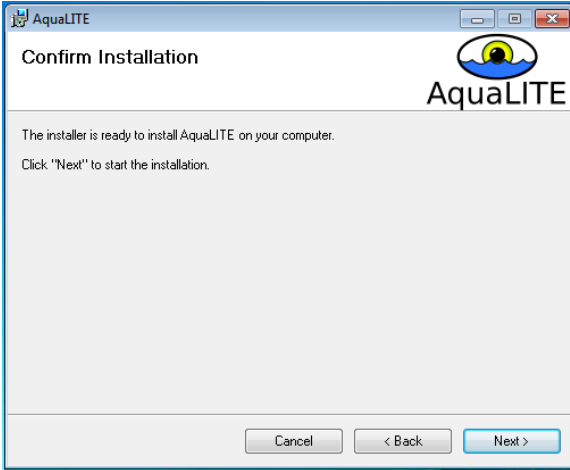 AquaLITE
Confirm Installation
AquaLITE
The installer is ready to install AquaLITE on your computer.
Click "Next" to start the installation.
Cancel
< Back
Next >